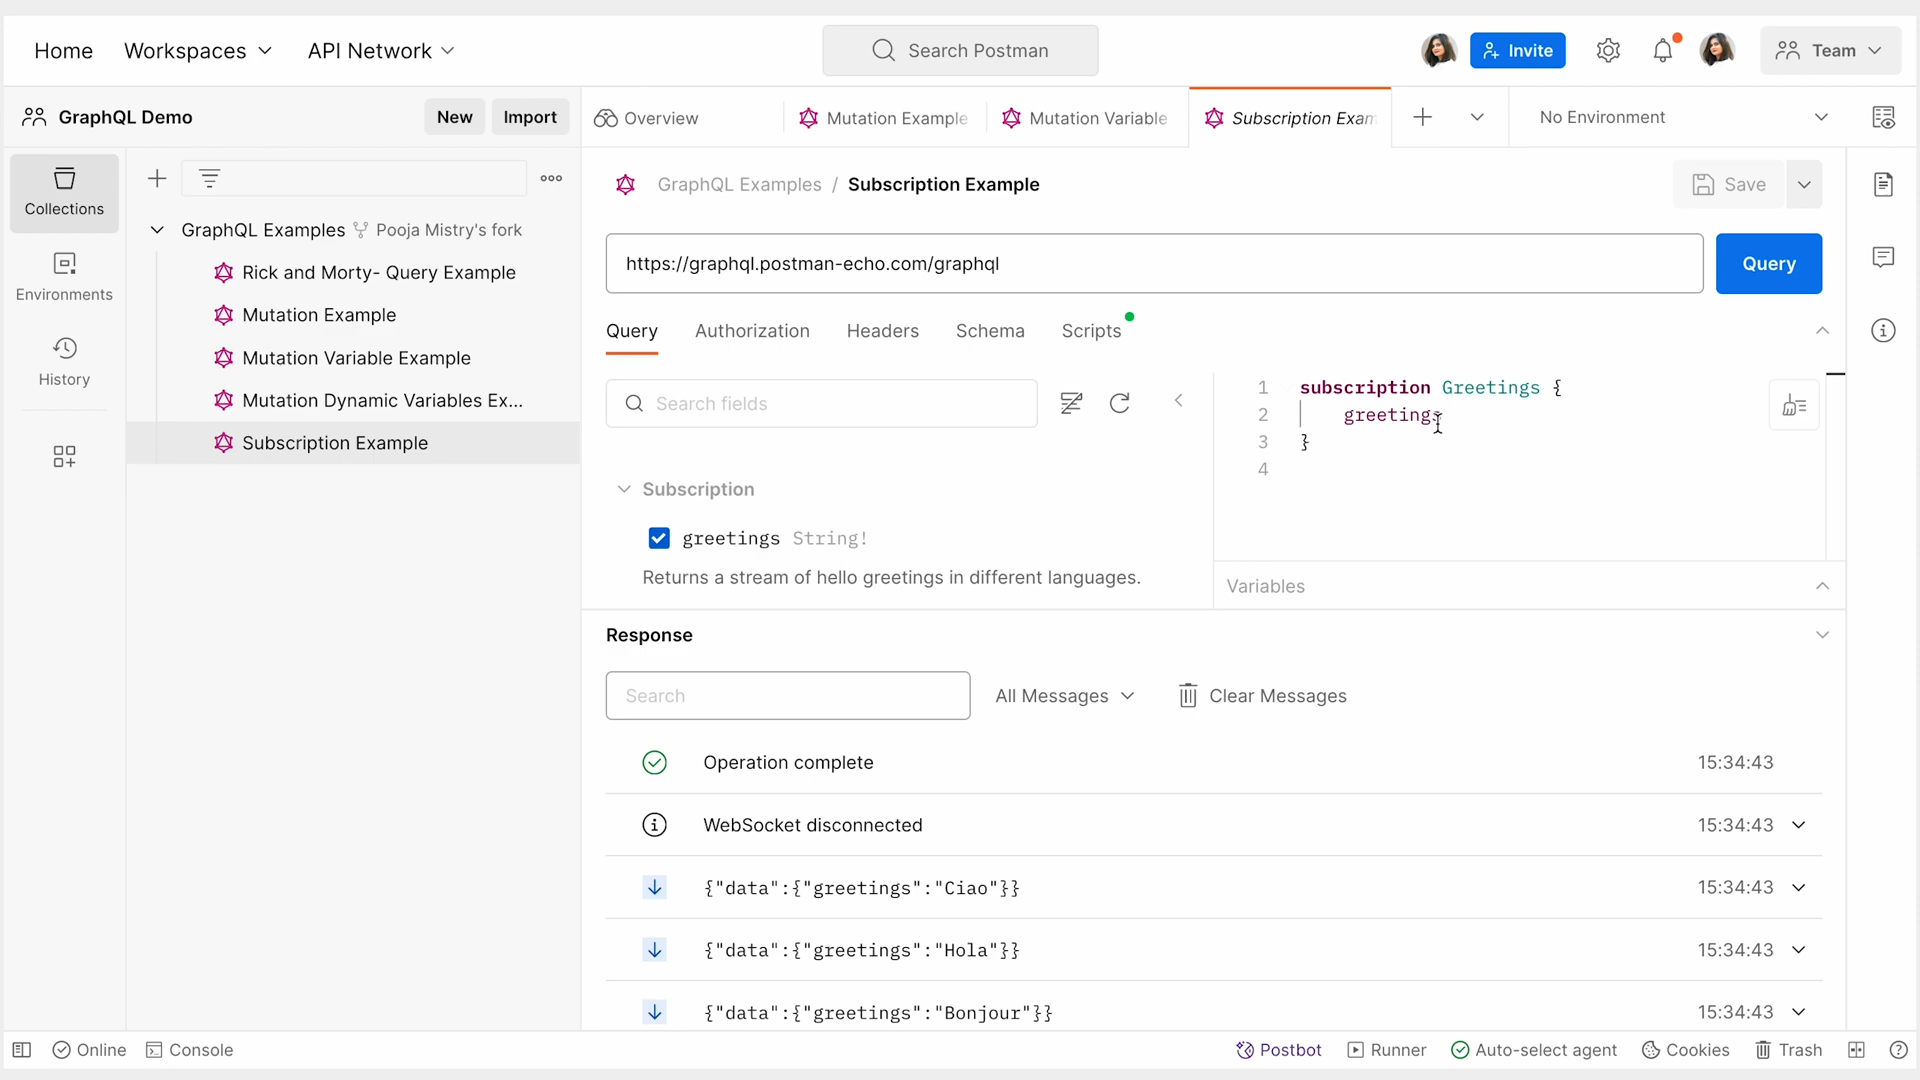 Home
Workspaces
API Network
Search Postman
Invite
Team
GraphQL Demo
New
Import
Overview
Mutation Example
Mutation Variable
Subscription Exam
No Environment
Collections
Environments
History
GraphQL Examples
Pooja Mistry's fork
Rick and Morty- Query Example
Mutation Example
Mutation Variable Example
Mutation Dynamic Variables Ex...
Subscription Example
GraphQL Examples / Subscription Example
Save
https://graphql.postman-echo.com/graphql
Query
Query
Authorization
Headers
Schema
Scripts
Search fields
Subscription
greetings String!
Returns a stream of hello greetings in different languages.
1 subscription Greetings {
2 greetings
3 }
4
Variables
Response
Search
All Messages
Clear Messages
Operation complete 15:34:43
WebSocket disconnected 15:34:43
{"data":{"greetings":"Ciao"}} 15:34:43
{"data":{"greetings":"Hola"}} 15:34:43
{"data":{"greetings":"Bonjour"}} 15:34:43
Online
Console
Postbot
Runner
Auto-select agent
Cookies
Trash